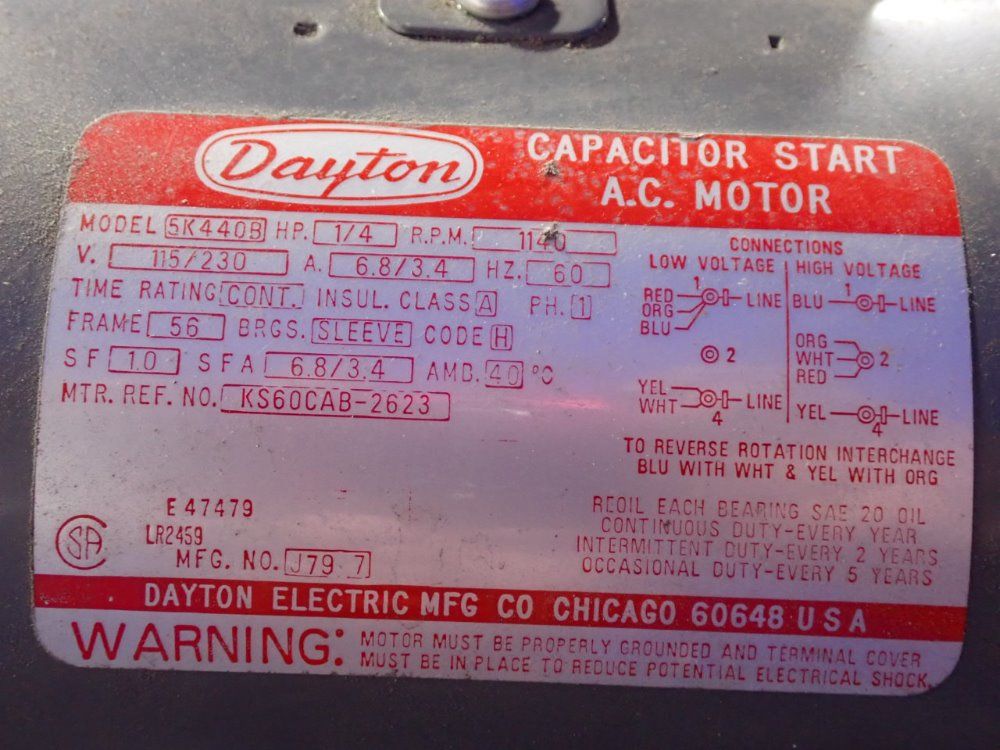 Dayton
CAPACITOR START
A.C. MOTOR
MODEL 5K440B HP. 1/4 R.P.M. 1140
V. 115/230 A. 6.8/3.4 HZ. 60
TIME RATING CONT. INSUL. CLASS A PH. 1
FRAME 56 BRGS. SLEEVE CODE H
SF 1.0 SFA 6.8/3.4 AMB. 40 °C
MTR. REF. NO. KS60CAB-2623
CONNECTIONS
LOW VOLTAGE HIGH VOLTAGE
RED 1 LINE
ORG
BLU
2
YEL
WHT 4 LINE
BLU 1 LINE
ORG
WHT 2
RED
YEL 4 LINE
TO REVERSE ROTATION INTERCHANGE
BLU WITH WHT & YEL WITH ORG
E47479
SA
LR2459
MFG. NO. J79 7
REOIL EACH BEARING SAE 20 OIL
CONTINUOUS DUTY-EVERY YEAR
INTERMITTENT DUTY-EVERY 2 YEARS
OCCASIONAL DUTY-EVERY 5 YEARS
DAYTON ELECTRIC MFG CO CHICAGO 60648 USA
WARNING: MOTOR MUST BE PROPERLY GROUNDED AND TERMINAL COVER
MUST BE IN PLACE TO REDUCE POTENTIAL ELECTRICAL SHOCK.